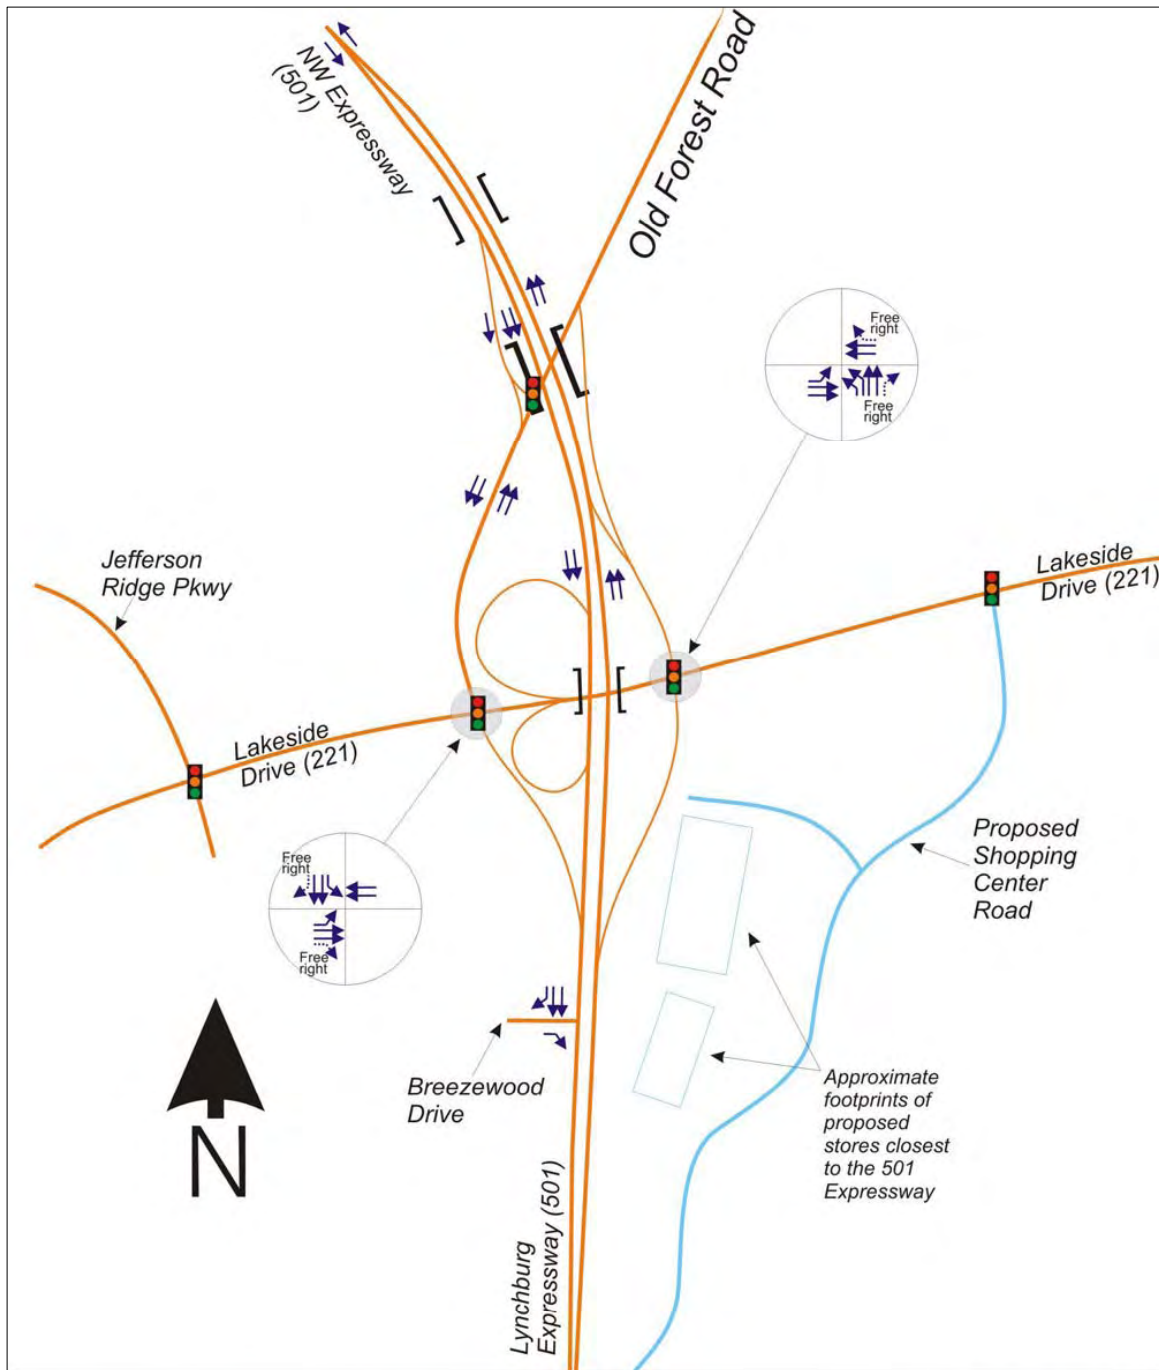 NW Expressway
(501)
Old Forest Road
Free
right
Free
right
Jefferson
Ridge Pkwy
Lakeside
Drive (221)
Lakeside
Drive (221)
Proposed
Shopping
Center
Road
Free
right
Free
right
Breezewood
Drive
Approximate
footprints of
proposed
stores closest
to the 501
Expressway
N
Lynchburg
Expressway (501)